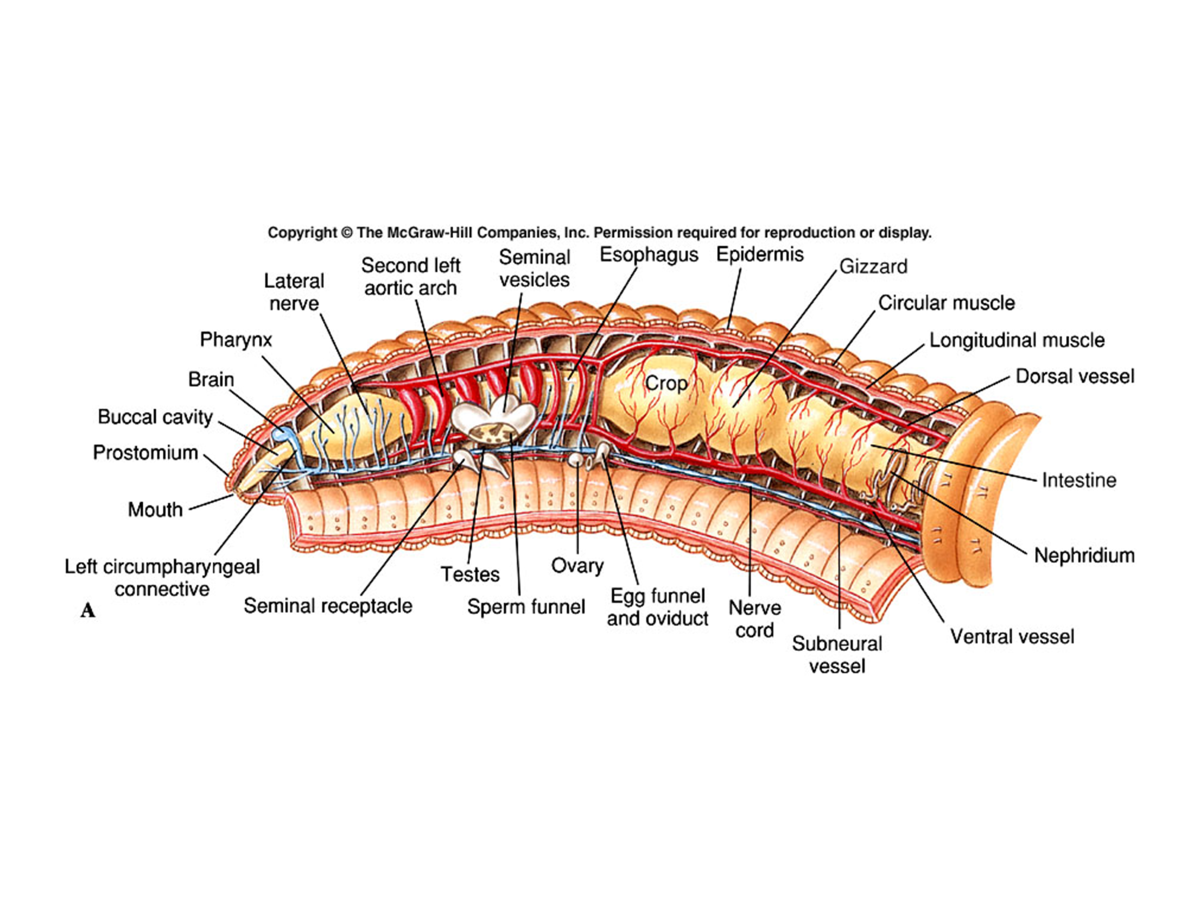 Copyright © The McGraw-Hill Companies, Inc. Permission required for reproduction or display.
Lateral
nerve
Second left
aortic arch
Seminal
vesicles
Esophagus
Epidermis
Gizzard
Circular muscle
Longitudinal muscle
Dorsal vessel
Pharynx
Brain
Buccal cavity
Prostomium
Mouth
Crop
Intestine
Nephridium
Left circumpharyngeal
connective
A
Seminal receptacle
Testes
Sperm funnel
Ovary
Egg funnel
and oviduct
Nerve
cord
Subneural
vessel
Ventral vessel